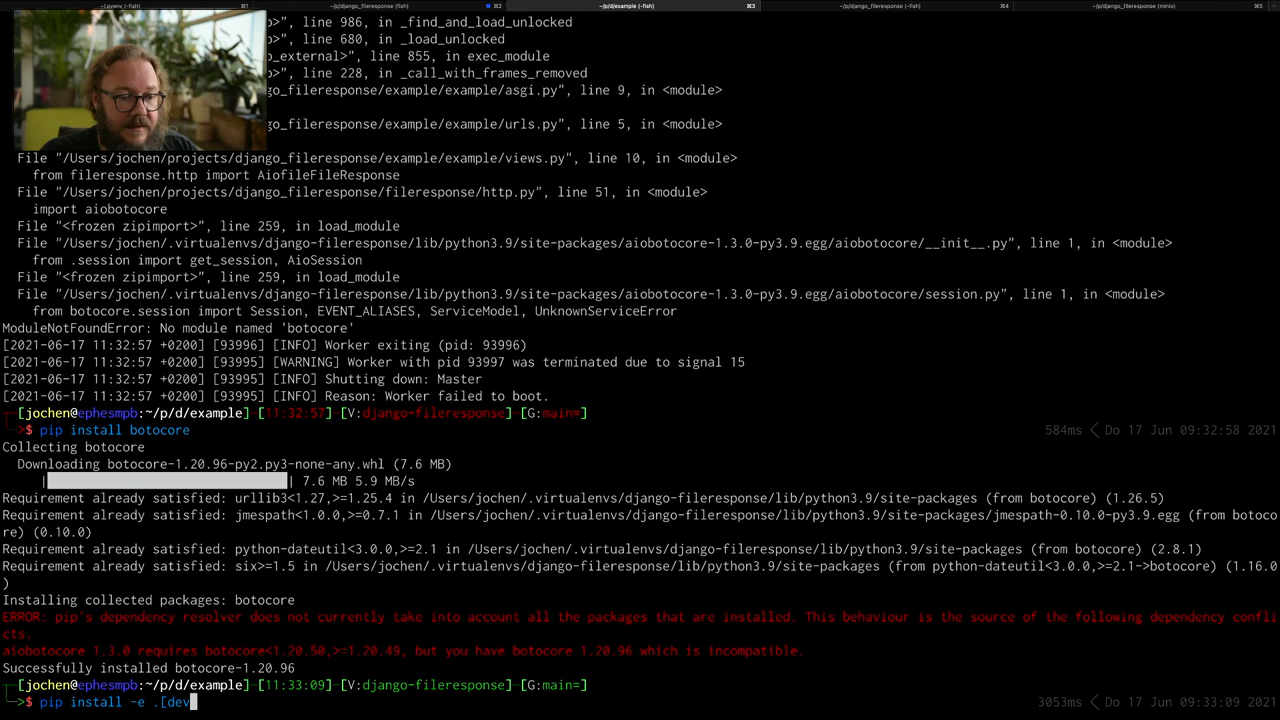 ~/.pyenv (-fish) ⌘1 ~/p/django_fileresponse (fish) ⌘2 ~/p/d/example (-fish) ⌘3 ~/p/django_fileresponse (-fish) ⌘4 ~/p/django_fileresponse (minio) ⌘5
>", line 986, in _find_and_load_unlocked
>", line 680, in _load_unlocked
_external>", line 855, in exec_module
>", line 228, in _call_with_frames_removed
go_fileresponse/example/example/asgi.py", line 9, in <module>
go_fileresponse/example/example/urls.py", line 5, in <module>
File "/Users/jochen/projects/django_fileresponse/example/example/views.py", line 10, in <module>
from fileresponse.http import AiofileFileResponse
File "/Users/jochen/projects/django_fileresponse/fileresponse/http.py", line 51, in <module>
import aiobotocore
File "<frozen zipimport>", line 259, in load_module
File "/Users/jochen/.virtualenvs/django-fileresponse/lib/python3.9/site-packages/aiobotocore-1.3.0-py3.9.egg/aiobotocore/__init__.py", line 1, in <module>
from .session import get_session, AioSession
File "<frozen zipimport>", line 259, in load_module
File "/Users/jochen/.virtualenvs/django-fileresponse/lib/python3.9/site-packages/aiobotocore-1.3.0-py3.9.egg/aiobotocore/session.py", line 1, in <module>
from botocore.session import Session, EVENT_ALIASES, ServiceModel, UnknownServiceError
ModuleNotFoundError: No module named 'botocore'
[2021-06-17 11:32:57 +0200] [93996] [INFO] Worker exiting (pid: 93996)
[2021-06-17 11:32:57 +0200] [93995] [WARNING] Worker with pid 93997 was terminated due to signal 15
[2021-06-17 11:32:57 +0200] [93995] [INFO] Shutting down: Master
[2021-06-17 11:32:57 +0200] [93995] [INFO] Reason: Worker failed to boot.
[jochen@ephesmpb:~/p/d/example]-[11:32:57]-[V:django-fileresponse]-[G:main=]
>$ pip install botocore 584ms < Do 17 Jun 09:32:58 2021
Collecting botocore
Downloading botocore-1.20.96-py2.py3-none-any.whl (7.6 MB)
| | 7.6 MB 5.9 MB/s
Requirement already satisfied: urllib3<1.27,>=1.25.4 in /Users/jochen/.virtualenvs/django-fileresponse/lib/python3.9/site-packages (from botocore) (1.26.5)
Requirement already satisfied: jmespath<1.0.0,>=0.7.1 in /Users/jochen/.virtualenvs/django-fileresponse/lib/python3.9/site-packages/jmespath-0.10.0-py3.9.egg (from botoco
re) (0.10.0)
Requirement already satisfied: python-dateutil<3.0.0,>=2.1 in /Users/jochen/.virtualenvs/django-fileresponse/lib/python3.9/site-packages (from botocore) (2.8.1)
Requirement already satisfied: six>=1.5 in /Users/jochen/.virtualenvs/django-fileresponse/lib/python3.9/site-packages (from python-dateutil<3.0.0,>=2.1->botocore) (1.16.0
)
Installing collected packages: botocore
ERROR: pip's dependency resolver does not currently take into account all the packages that are installed. This behaviour is the source of the following dependency confli
cts.
aiobotocore 1.3.0 requires botocore<1.20.50,>=1.20.49, but you have botocore 1.20.96 which is incompatible.
Successfully installed botocore-1.20.96
[jochen@ephesmpb:~/p/d/example]-[11:33:09]-[V:django-fileresponse]-[G:main=]
>$ pip install -e .[dev 3053ms < Do 17 Jun 09:33:09 2021